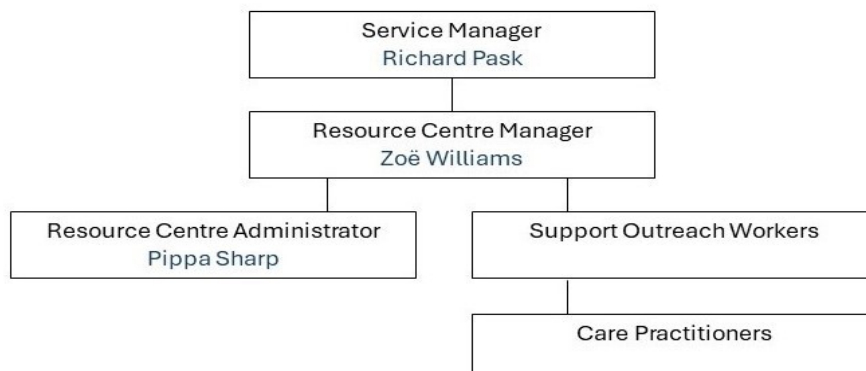 Service Manager
Richard Pask
Resource Centre Manager
Zoë Williams
Resource Centre Administrator
Pippa Sharp
Support Outreach Workers
Care Practitioners